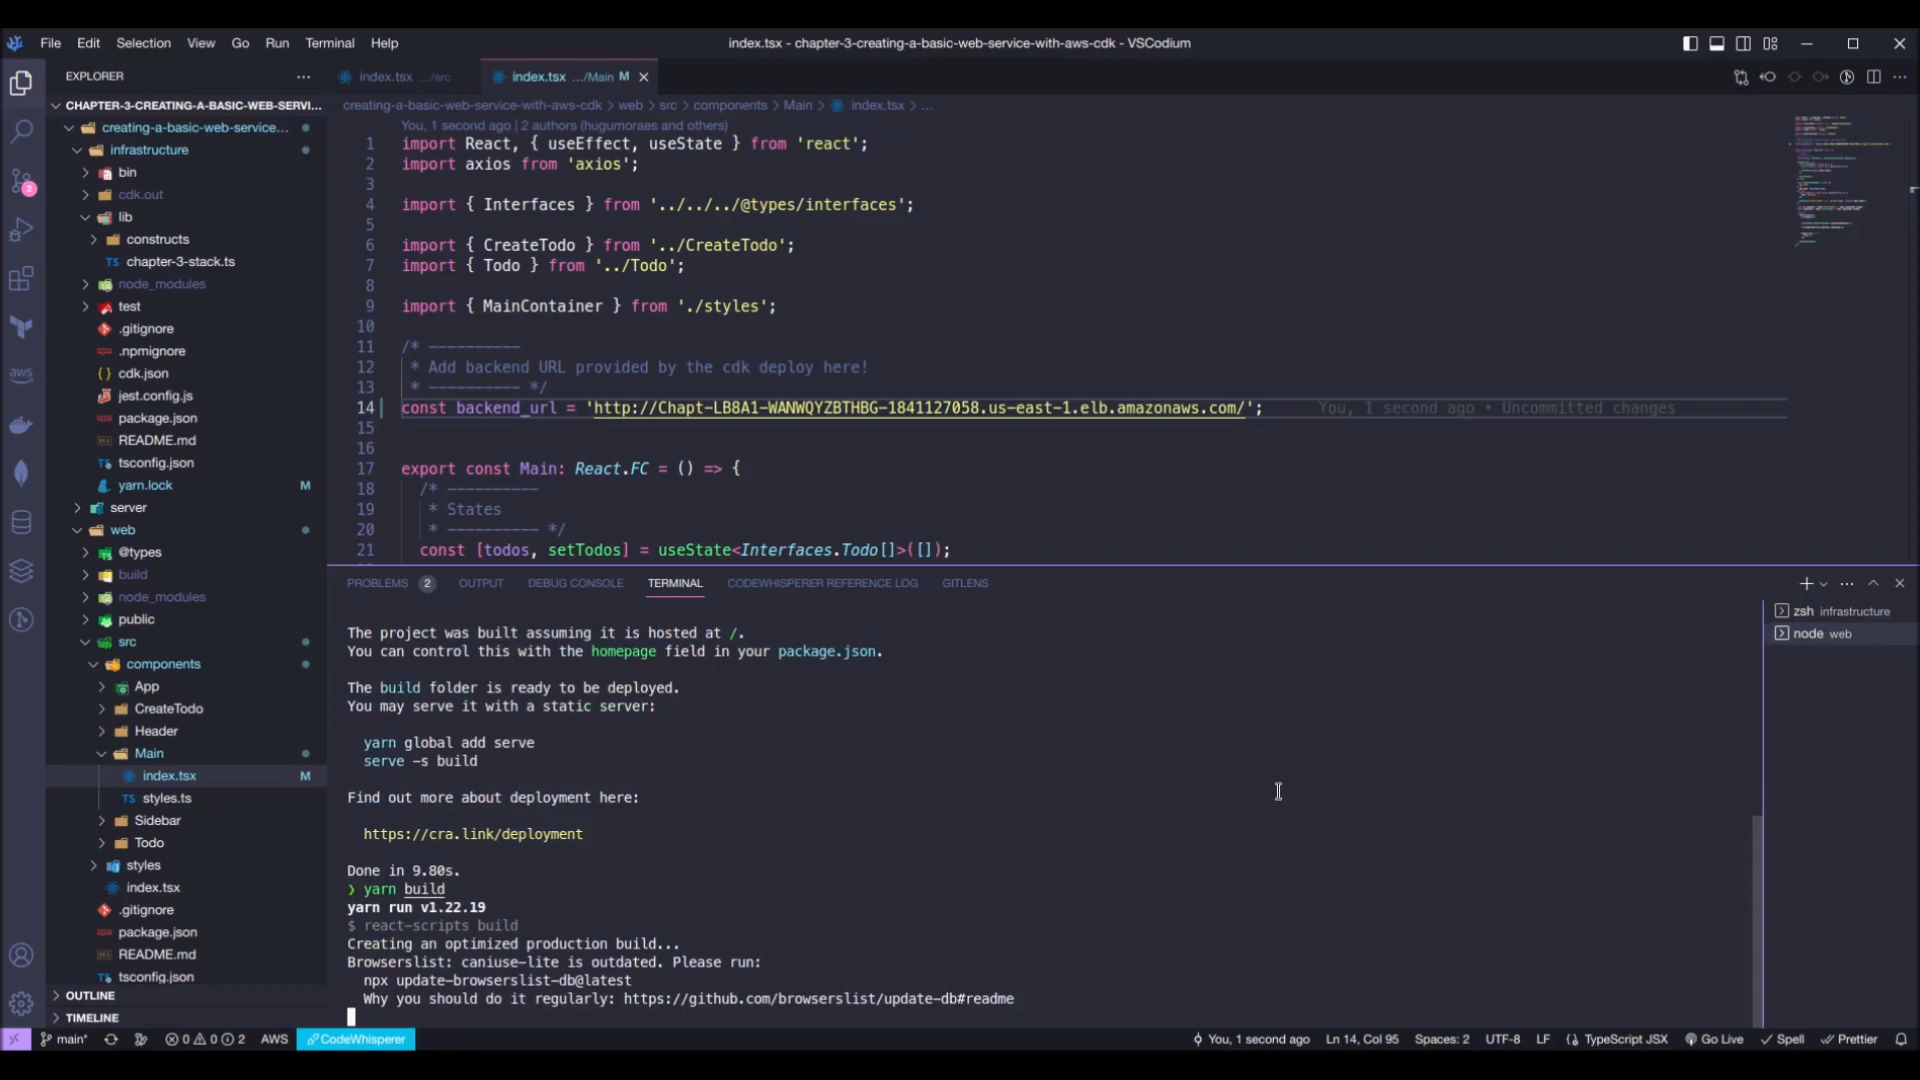 File Edit Selection View Go Run Terminal Help
index.tsx - chapter-3-creating-a-basic-web-service-with-aws-cdk - VSCodium
EXPLORER
index.tsx .../src
index.tsx .../Main M
CHAPTER-3-CREATING-A-BASIC-WEB-SERVI...
creating-a-basic-web-service...
infrastructure
bin
cdk.out
lib
constructs
TS chapter-3-stack.ts
node_modules
test
.gitignore
.npmignore
cdk.json
jest.config.js
package.json
README.md
tsconfig.json
yarn.lock M
server
web
@types
build
node_modules
public
src
components
App
CreateTodo
Header
Main
index.tsx M
TS styles.ts
Sidebar
Todo
styles
index.tsx
.gitignore
package.json
README.md
tsconfig.json
OUTLINE
TIMELINE
2
aws
creating-a-basic-web-service-with-aws-cdk > web > src > components > Main > index.tsx > ...
You, 1 second ago | 2 authors (hugumoraes and others)
1 import React, { useEffect, useState } from 'react';
2 import axios from 'axios';
3
4 import { Interfaces } from '../../../@types/interfaces';
5
6 import { CreateTodo } from '../CreateTodo';
7 import { Todo } from '../Todo';
8
9 import { MainContainer } from './styles';
10
11 /* ----------
12 * Add backend URL provided by the cdk deploy here!
13 * ---------- */
14 const backend_url = 'http://Chapt-LB8A1-WANWQYZBTHBG-1841127058.us-east-1.elb.amazonaws.com/'; You, 1 second ago • Uncommitted changes
15
16
17 export const Main: React.FC = () => {
18 /* ----------
19 * States
20 * ---------- */
21 const [todos, setTodos] = useState<Interfaces.Todo[]>([]);
PROBLEMS 2 OUTPUT DEBUG CONSOLE TERMINAL CODEWHISPERER REFERENCE LOG GITLENS
zsh infrastructure
node web
The project was built assuming it is hosted at /.
You can control this with the homepage field in your package.json.
The build folder is ready to be deployed.
You may serve it with a static server:
yarn global add serve
serve -s build
Find out more about deployment here:
https://cra.link/deployment
Done in 9.80s.
❯ yarn build
yarn run v1.22.19
$ react-scripts build
Creating an optimized production build...
Browserslist: caniuse-lite is outdated. Please run:
npx update-browserslist-db@latest
Why you should do it regularly: https://github.com/browserslist/update-db#readme
main* 0 0 2 AWS CodeWhisperer
You, 1 second ago Ln 14, Col 95 Spaces: 2 UTF-8 LF TypeScript JSX Go Live Spell Prettier